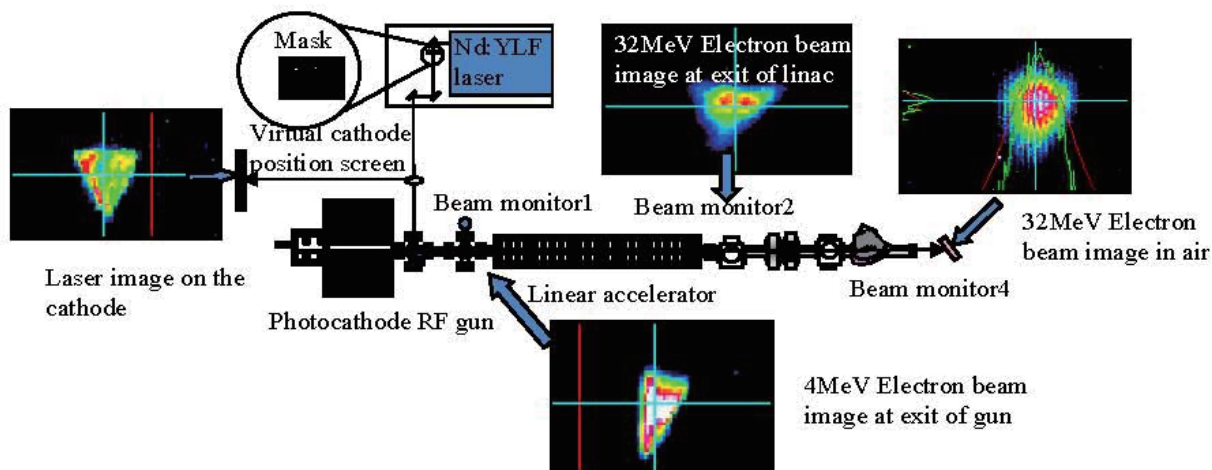 Mask
Nd:YLF
laser
32MeV Electron beam
image at exit of linac
Virtual cathode
position screen
Beam monitor1
Beam monitor2
32MeV Electron
beam image in air
Laser image on the
cathode
Linear accelerator
Beam monitor4
Photocathode RF gun
4MeV Electron beam
image at exit of gun